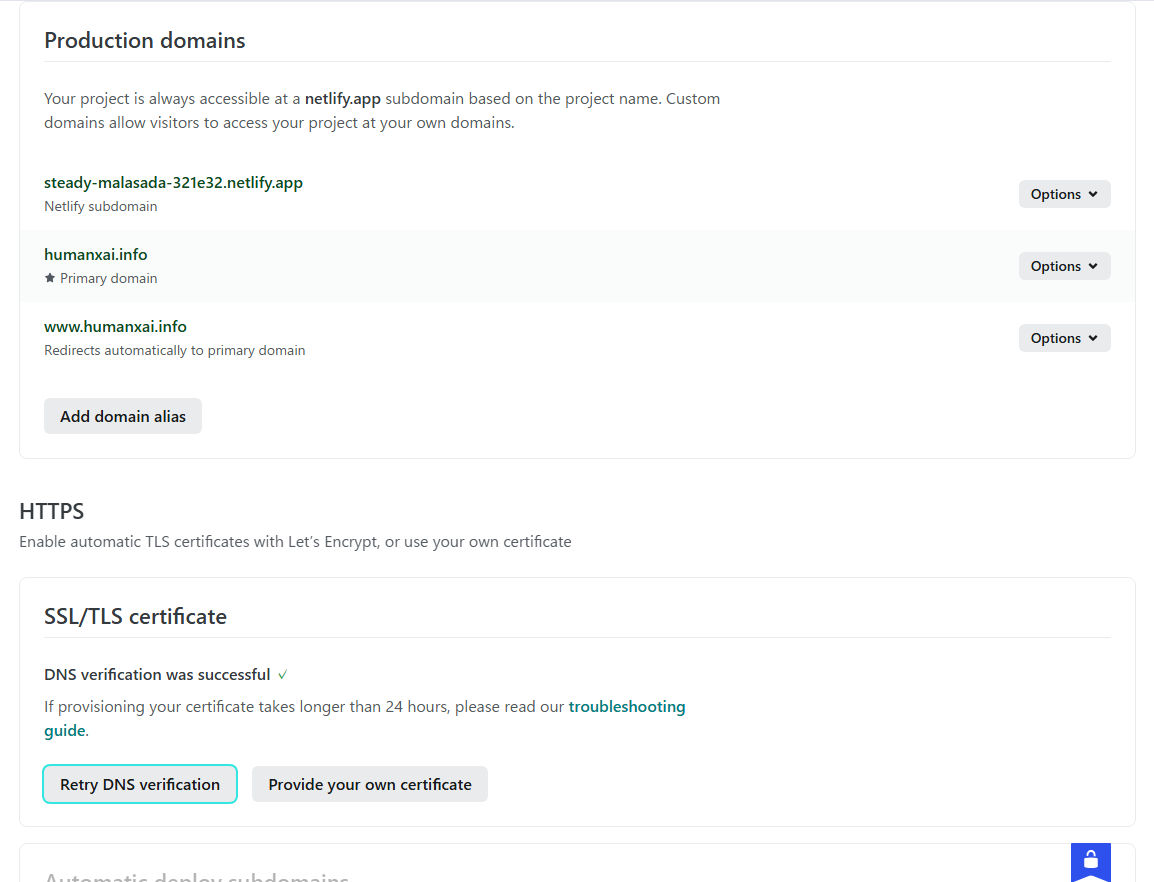 Production domains
Your project is always accessible at a netlify.app subdomain based on the project name. Custom
domains allow visitors to access your project at your own domains.
steady-malasada-321e32.netlify.app
Netlify subdomain
Options
humanxai.info
★ Primary domain
Options
www.humanxai.info
Redirects automatically to primary domain
Options
Add domain alias
HTTPS
Enable automatic TLS certificates with Let's Encrypt, or use your own certificate
SSL/TLS certificate
DNS verification was successful ✓
If provisioning your certificate takes longer than 24 hours, please read our troubleshooting
guide.
Retry DNS verification
Provide your own certificate
Automatic deploy subdomains